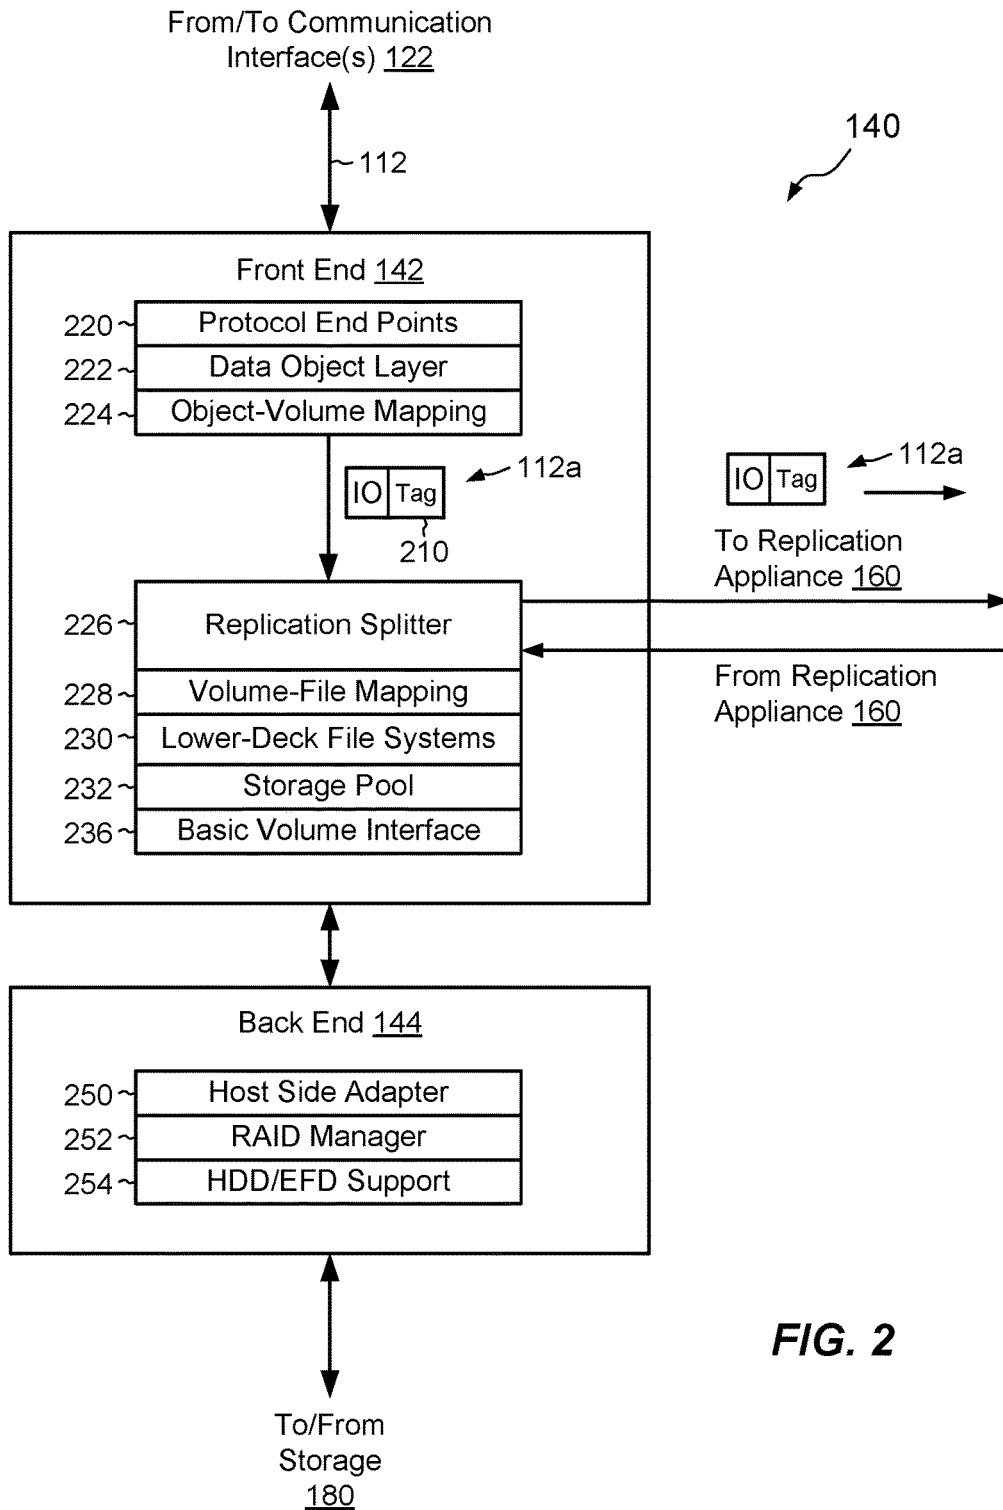 From/To Communication
Interface(s) 122
112
140
Front End 142
220 Protocol End Points
222 Data Object Layer
224 Object-Volume Mapping
IO Tag
112a
210
IO Tag
112a
To Replication
Appliance 160
226 Replication Splitter
From Replication
Appliance 160
228 Volume-File Mapping
230 Lower-Deck File Systems
232 Storage Pool
236 Basic Volume Interface
Back End 144
250 Host Side Adapter
252 RAID Manager
254 HDD/EFD Support
FIG. 2
To/From
Storage
180